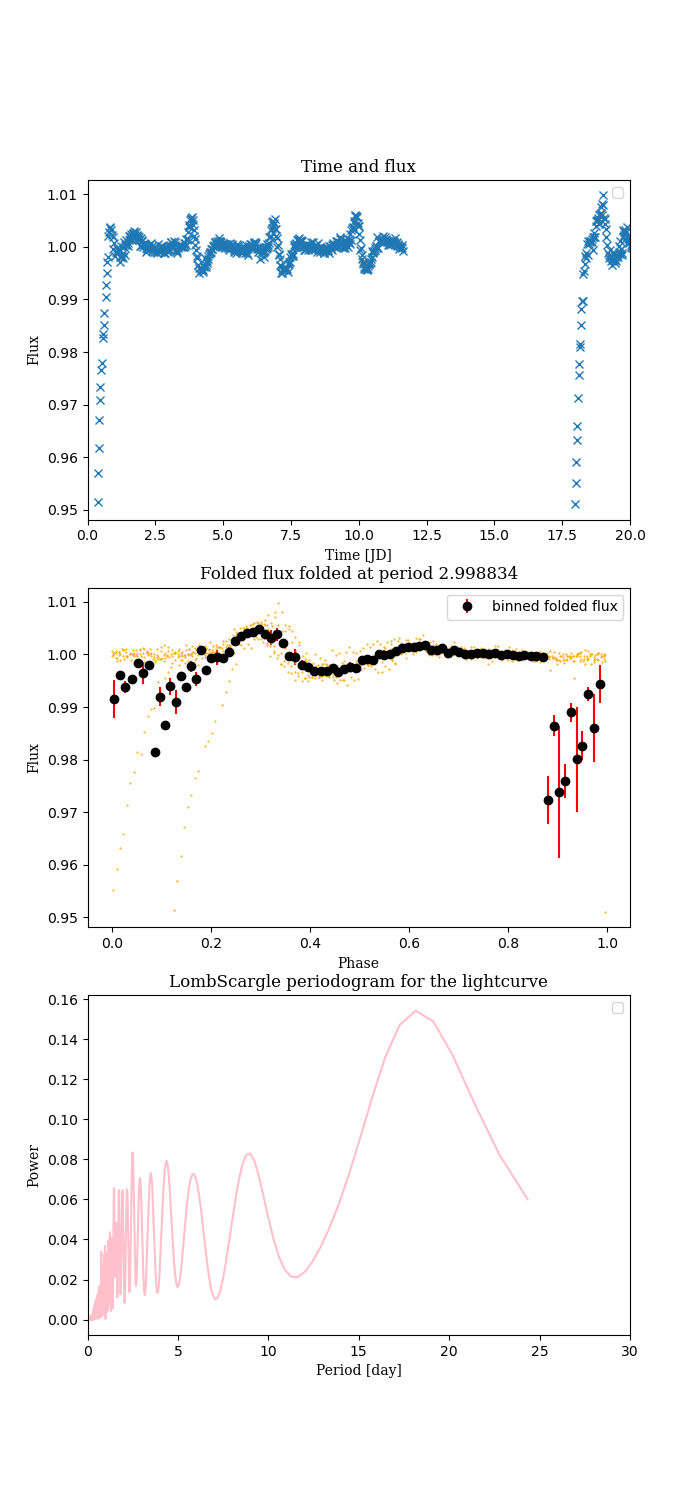 Time and flux
1.01
1.00
0.99
0.98
0.97
0.96
0.95
Flux
0.0 2.5 5.0 7.5 10.0 12.5 15.0 17.5 20.0
Time [JD]
Folded flux folded at period 2.998834
binned folded flux
1.01
1.00
0.99
0.98
0.97
0.96
0.95
Flux
0.0 0.2 0.4 0.6 0.8 1.0
Phase
LombScargle periodogram for the lightcurve
0.16
0.14
0.12
0.10
0.08
0.06
0.04
0.02
0.00
Power
0 5 10 15 20 25 30
Period [day]